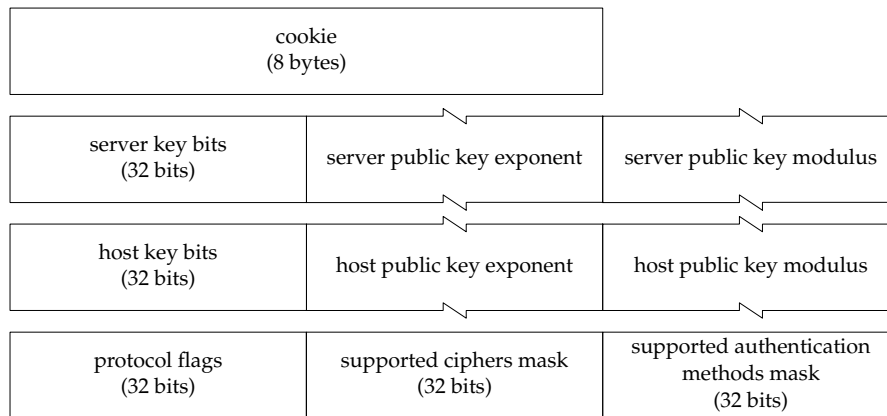 cookie
(8 bytes)
server key bits
(32 bits)
server public key exponent
server public key modulus
host key bits
(32 bits)
host public key exponent
host public key modulus
protocol flags
(32 bits)
supported ciphers mask
(32 bits)
supported authentication
methods mask
(32 bits)